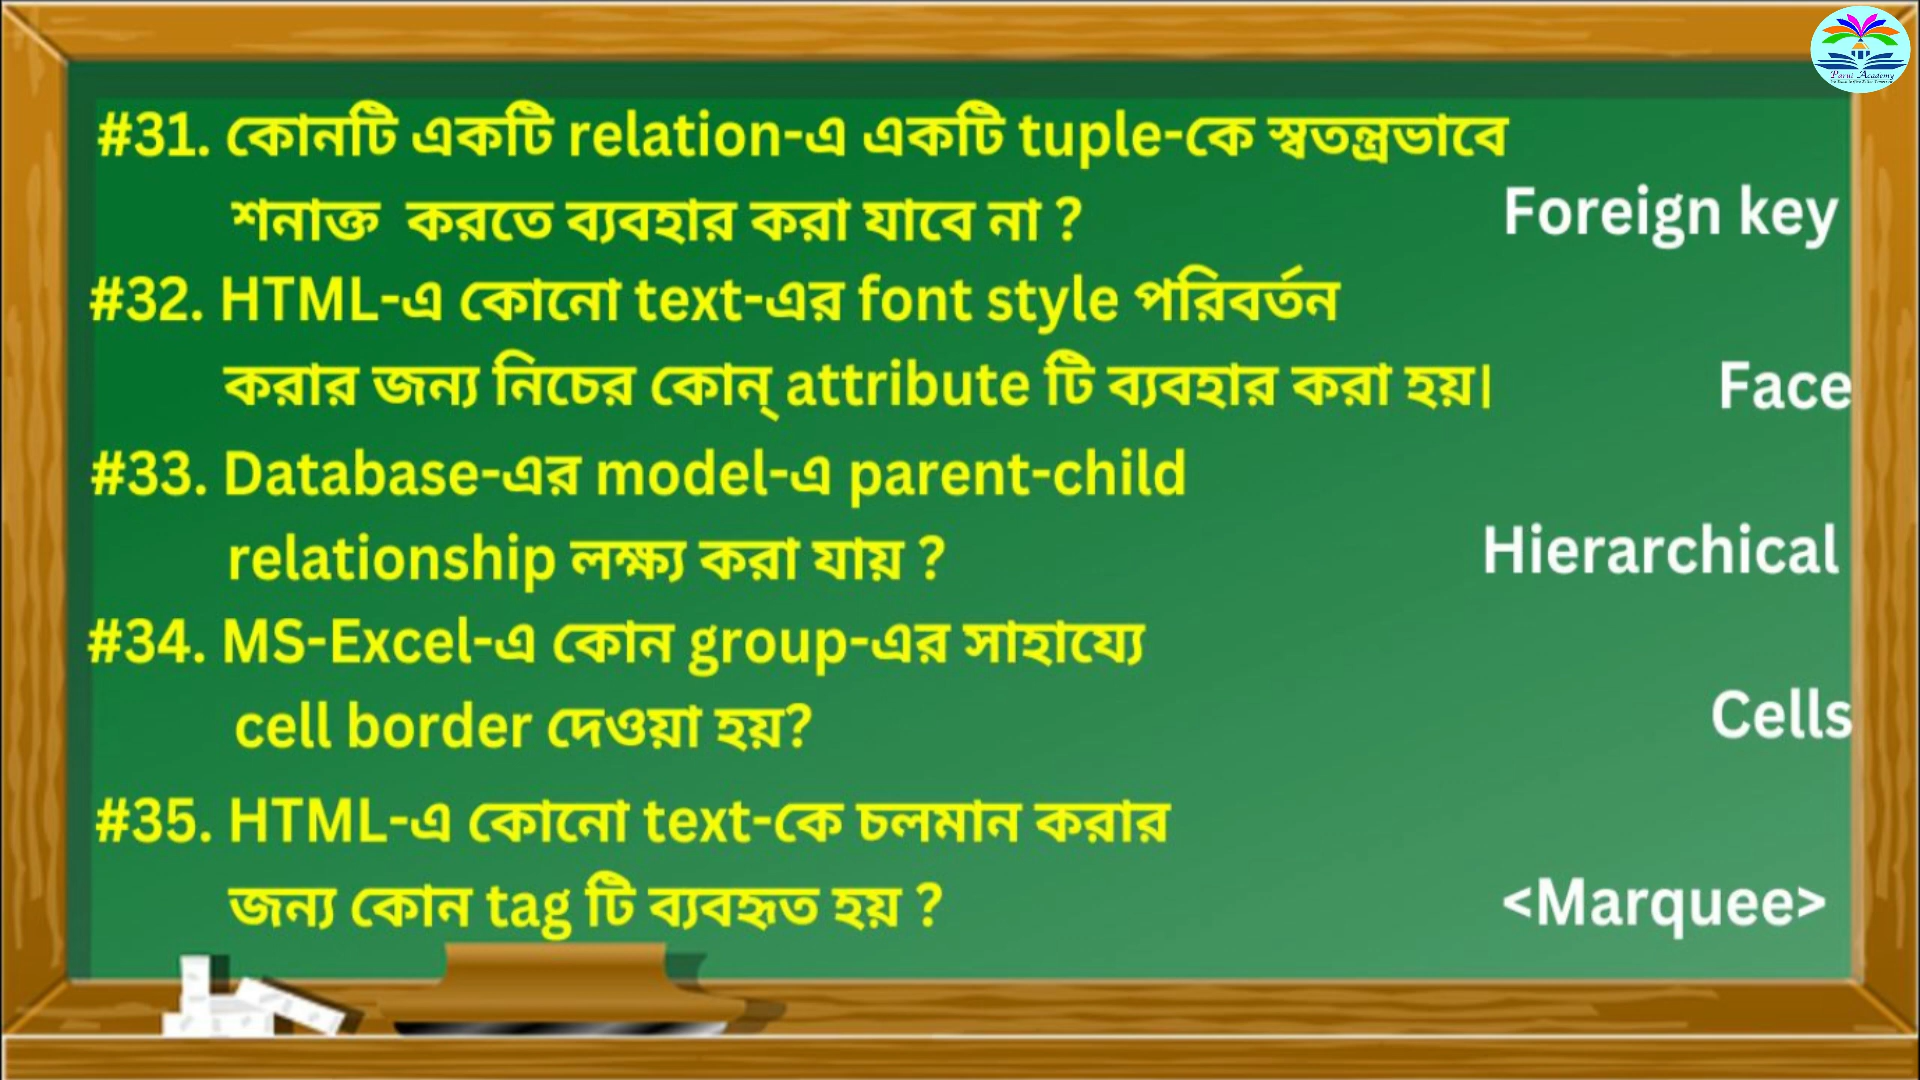 #31. কোনটি একটি relation-এ একটি tuple-কে স্বতন্ত্রভাবে
শনাক্ত করতে ব্যবহার করা যাবে না ?
Foreign key
#32. HTML-এ কোনো text-এর font style পরিবর্তন
করার জন্য নিচের কোন্ attribute টি ব্যবহার করা হয়।
Face
#33. Database-এর model-এ parent-child
relationship লক্ষ্য করা যায় ?
Hierarchical
#34. MS-Excel-এ কোন group-এর সাহায্যে
cell border দেওয়া হয়?
Cells
#35. HTML-এ কোনো text-কে চলমান করার
জন্য কোন tag টি ব্যবহৃত হয় ?
<Marquee>